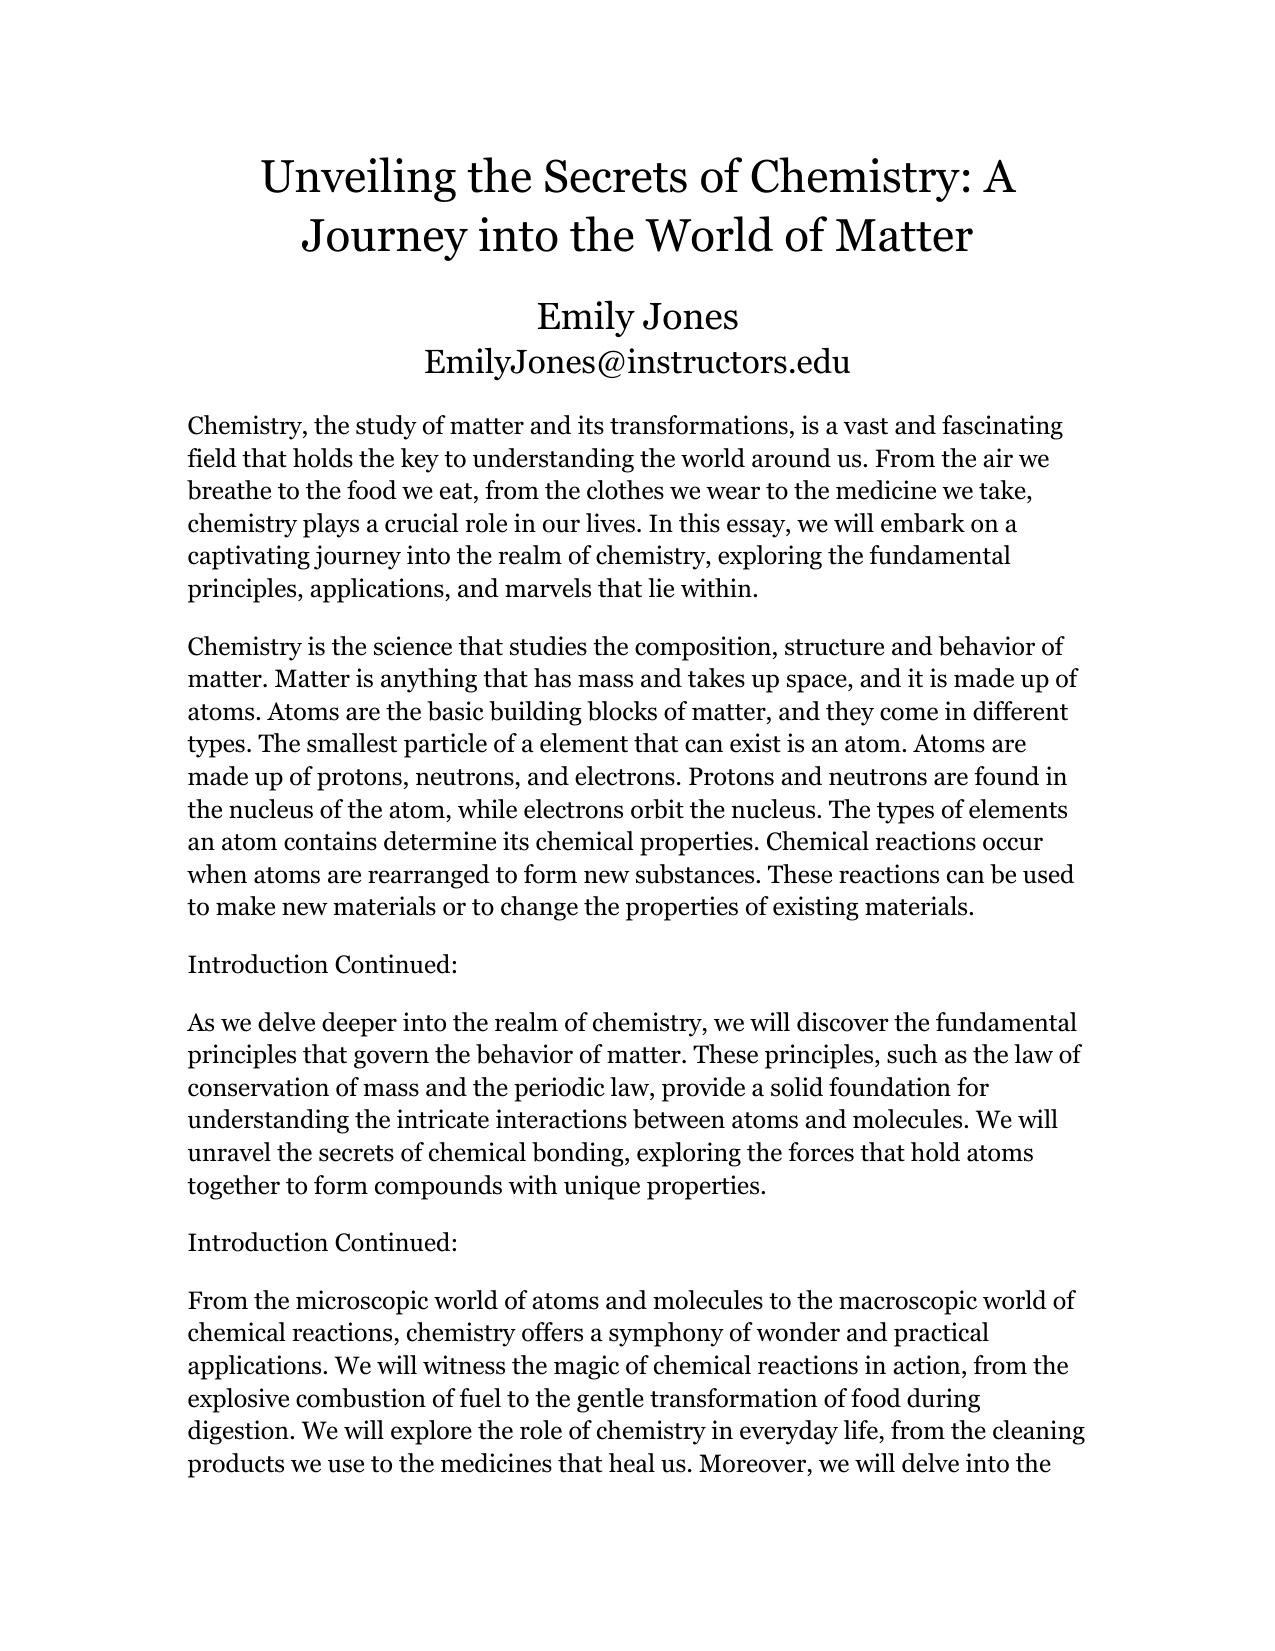 Unveiling the Secrets of Chemistry: A
Journey into the World of Matter
Emily Jones
EmilyJones@instructors.edu
Chemistry, the study of matter and its transformations, is a vast and fascinating
field that holds the key to understanding the world around us. From the air we
breathe to the food we eat, from the clothes we wear to the medicine we take,
chemistry plays a crucial role in our lives. In this essay, we will embark on a
captivating journey into the realm of chemistry, exploring the fundamental
principles, applications, and marvels that lie within.
Chemistry is the science that studies the composition, structure and behavior of
matter. Matter is anything that has mass and takes up space, and it is made up of
atoms. Atoms are the basic building blocks of matter, and they come in different
types. The smallest particle of a element that can exist is an atom. Atoms are
made up of protons, neutrons, and electrons. Protons and neutrons are found in
the nucleus of the atom, while electrons orbit the nucleus. The types of elements
an atom contains determine its chemical properties. Chemical reactions occur
when atoms are rearranged to form new substances. These reactions can be used
to make new materials or to change the properties of existing materials.
Introduction Continued:
As we delve deeper into the realm of chemistry, we will discover the fundamental
principles that govern the behavior of matter. These principles, such as the law of
conservation of mass and the periodic law, provide a solid foundation for
understanding the intricate interactions between atoms and molecules. We will
unravel the secrets of chemical bonding, exploring the forces that hold atoms
together to form compounds with unique properties.
Introduction Continued:
From the microscopic world of atoms and molecules to the macroscopic world of
chemical reactions, chemistry offers a symphony of wonder and practical
applications. We will witness the magic of chemical reactions in action, from the
explosive combustion of fuel to the gentle transformation of food during
digestion. We will explore the role of chemistry in everyday life, from the cleaning
products we use to the medicines that heal us. Moreover, we will delve into the